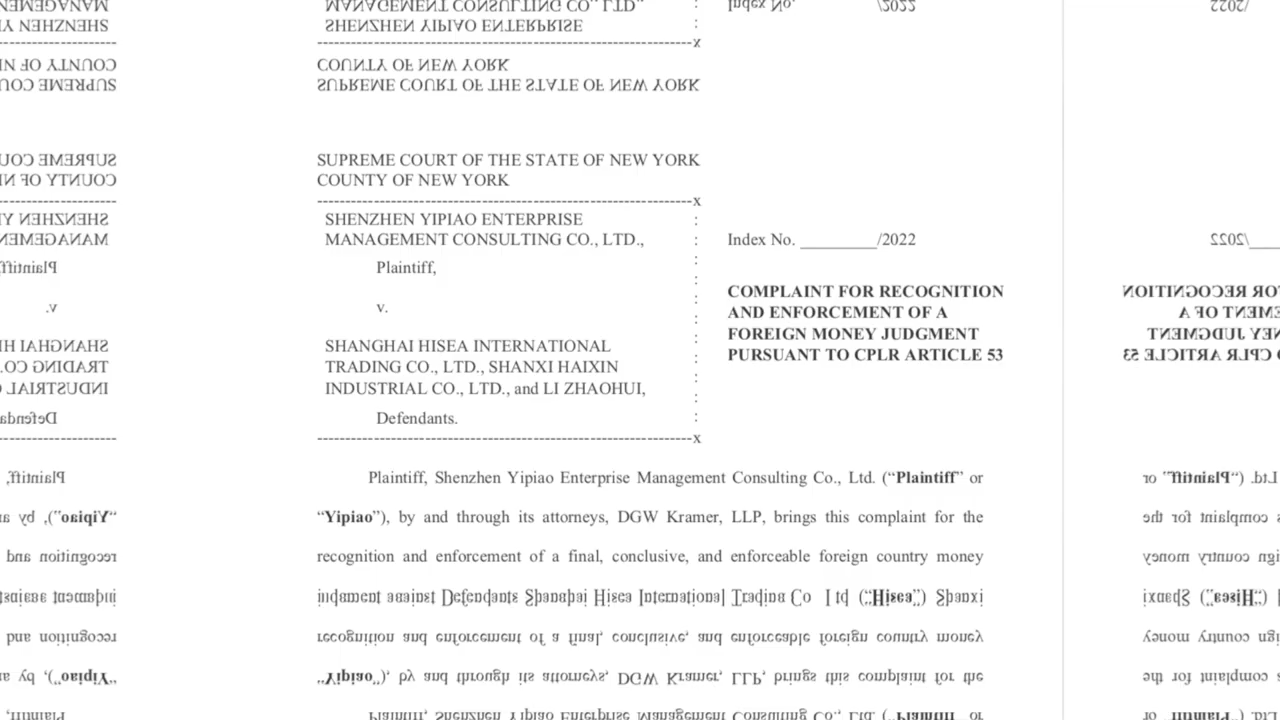 SUPREME COURT OF THE STATE OF NEW YORK
COUNTY OF NEW YORK
--------------------------------------------------------------------------x
SHENZHEN YIPIAO ENTERPRISE
MANAGEMENT CONSULTING CO., LTD.,
Index No. _________/2022
Plaintiff,
COMPLAINT FOR RECOGNITION
AND ENFORCEMENT OF A
FOREIGN MONEY JUDGMENT
PURSUANT TO CPLR ARTICLE 53
v.
SHANGHAI HISEA INTERNATIONAL
TRADING CO., LTD., SHANXI HAIXIN
INDUSTRIAL CO., LTD., and LI ZHAOHUI,
Defendants.
--------------------------------------------------------------------------x
Plaintiff, Shenzhen Yipiao Enterprise Management Consulting Co., Ltd. (“Plaintiff” or
“Yipiao”), by and through its attorneys, DGW Kramer, LLP, brings this complaint for the
recognition and enforcement of a final, conclusive, and enforceable foreign country money
judgment against Defendants Shanghai Hisea International Trading Co Ltd (“Hisea”) Shanxi